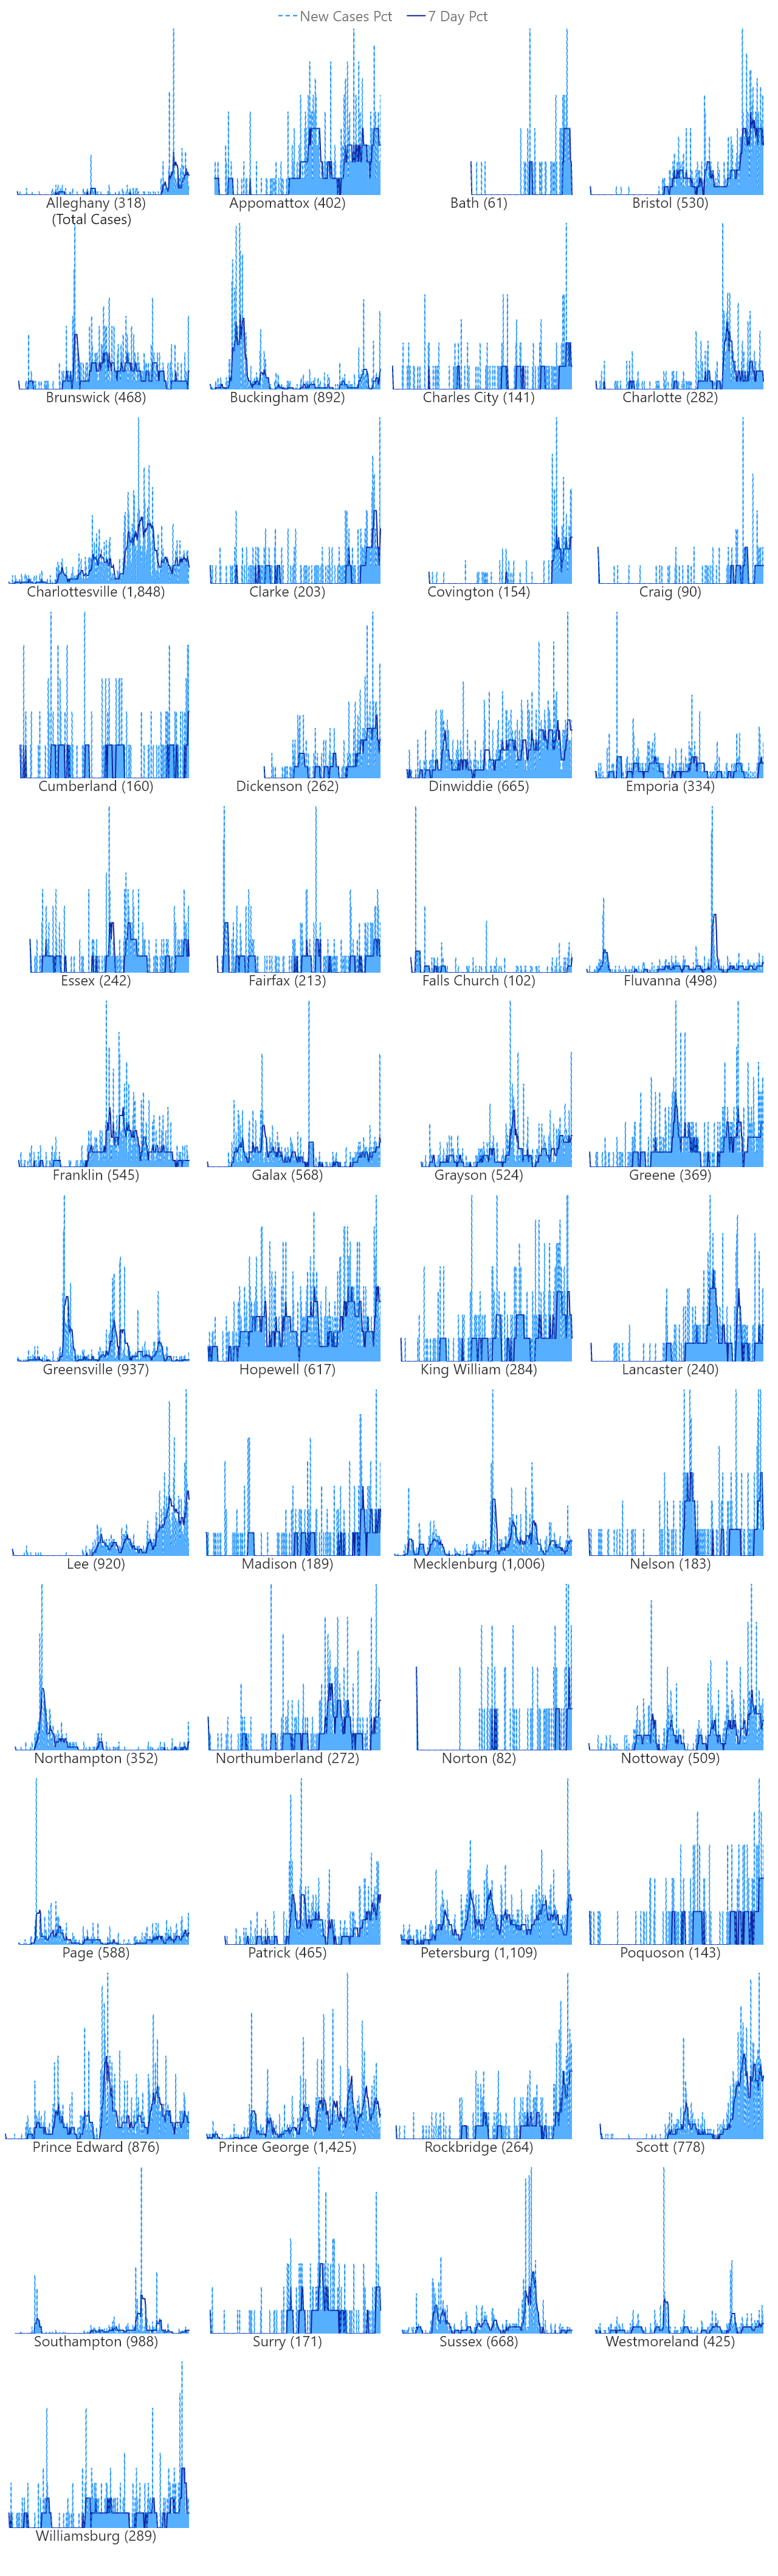 New Cases Pct 7 Day Pct
Alleghany (318) Appomattox (402) Bath (61) Bristol (530)
(Total Cases)
Brunswick (468) Buckingham (892) Charles City (141) Charlotte (282)
Charlottesville (1,848) Clarke (203) Covington (154) Craig (90)
Cumberland (160) Dickenson (262) Dinwiddie (665) Emporia (334)
Essex (242) Fairfax (213) Falls Church (102) Fluvanna (498)
Franklin (545) Galax (568) Grayson (524) Greene (369)
Greensville (937) Hopewell (617) King William (284) Lancaster (240)
Lee (920) Madison (189) Mecklenburg (1,006) Nelson (183)
Northampton (352) Northumberland (272) Norton (82) Nottoway (509)
Page (588) Patrick (465) Petersburg (1,109) Poquoson (143)
Prince Edward (876) Prince George (1,425) Rockbridge (264) Scott (778)
Southampton (988) Surry (171) Sussex (668) Westmoreland (425)
Williamsburg (289)